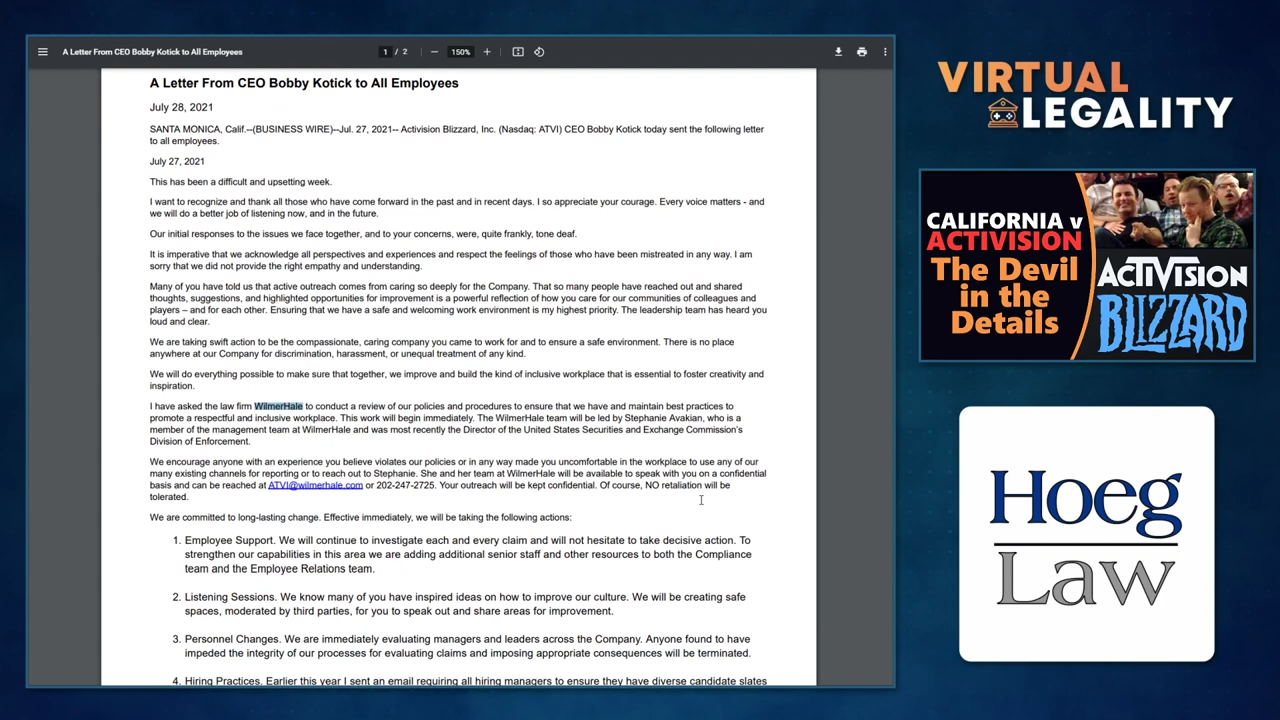 A Letter From CEO Bobby Kotick to All Employees
1 / 2
150%
A Letter From CEO Bobby Kotick to All Employees
July 28, 2021
SANTA MONICA, Calif.--(BUSINESS WIRE)--Jul. 27, 2021-- Activision Blizzard, Inc. (Nasdaq: ATVI) CEO Bobby Kotick today sent the following letter
to all employees.
July 27, 2021
This has been a difficult and upsetting week.
I want to recognize and thank all those who have come forward in the past and in recent days. I so appreciate your courage. Every voice matters - and
we will do a better job of listening now, and in the future.
Our initial responses to the issues we face together, and to your concerns, were, quite frankly, tone deaf.
It is imperative that we acknowledge all perspectives and experiences and respect the feelings of those who have been mistreated in any way. I am
sorry that we did not provide the right empathy and understanding.
Many of you have told us that active outreach comes from caring so deeply for the Company. That so many people have reached out and shared
thoughts, suggestions, and highlighted opportunities for improvement is a powerful reflection of how you care for our communities of colleagues and
players – and for each other. Ensuring that we have a safe and welcoming work environment is my highest priority. The leadership team has heard you
loud and clear.
We are taking swift action to be the compassionate, caring company you came to work for and to ensure a safe environment. There is no place
anywhere at our Company for discrimination, harassment, or unequal treatment of any kind.
We will do everything possible to make sure that together, we improve and build the kind of inclusive workplace that is essential to foster creativity and
inspiration.
I have asked the law firm WilmerHale to conduct a review of our policies and procedures to ensure that we have and maintain best practices to
promote a respectful and inclusive workplace. This work will begin immediately. The WilmerHale team will be led by Stephanie Avakian, who is a
member of the management team at WilmerHale and was most recently the Director of the United States Securities and Exchange Commission's
Division of Enforcement.
We encourage anyone with an experience you believe violates our policies or in any way made you uncomfortable in the workplace to use any of our
many existing channels for reporting or to reach out to Stephanie. She and her team at WilmerHale will be available to speak with you on a confidential
basis and can be reached at ATVI@wilmerhale.com or 202-247-2725. Your outreach will be kept confidential. Of course, NO retaliation will be
tolerated.
We are committed to long-lasting change. Effective immediately, we will be taking the following actions:
1. Employee Support. We will continue to investigate each and every claim and will not hesitate to take decisive action. To
strengthen our capabilities in this area we are adding additional senior staff and other resources to both the Compliance
team and the Employee Relations team.
2. Listening Sessions. We know many of you have inspired ideas on how to improve our culture. We will be creating safe
spaces, moderated by third parties, for you to speak out and share areas for improvement.
3. Personnel Changes. We are immediately evaluating managers and leaders across the Company. Anyone found to have
impeded the integrity of our processes for evaluating claims and imposing appropriate consequences will be terminated.
4. Hiring Practices. Earlier this year I sent an email requiring all hiring managers to ensure they have diverse candidate slates
VIRTUAL
LEGALITY
CALIFORNIA v
ACTIVISION
The Devil
in the
Details
ACTIVISION
BLIZZARD
Hoeg
Law